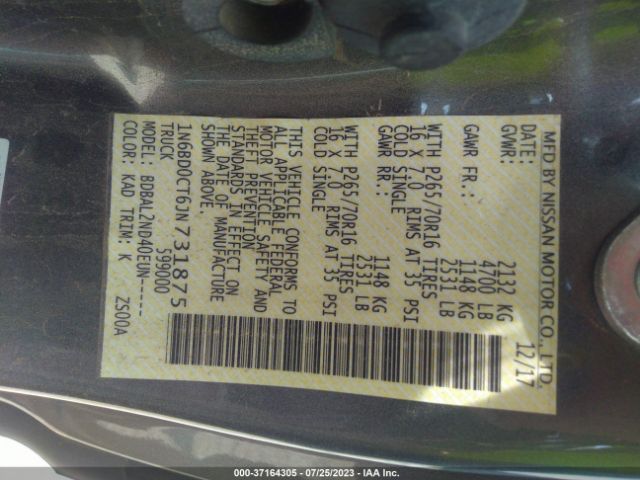 MFD BY NISSAN MOTOR CO., LTD.
DATE: 12/17
GVWR: 2132 KG
4700 LB
GAWR FR.: 1148 KG
2531 LB
WITH P265/70R16 TIRES
16 X 7.0 RIMS AT 35 PSI
COLD SINGLE
GAWR RR.: 1148 KG
2551 LB
WITH P265/70R16 TIRES
16 X 7.0 RIMS AT 35 PSI
COLD SINGLE
THIS VEHICLE CONFORMS TO
ALL APPLICABLE FEDERAL
MOTOR VEHICLE SAFETY AND
THEFT PREVENTION
STANDARDS IN EFFECT ON
THE DATE OF MANUFACTURE
SHOWN ABOVE.
1N6BD0CT6JN731875
TRUCK 599000
MODEL: BDBAL2ND4QEUN-----
COLOR: KAD TRIM: K ZS00A
000-37164305 - 07/25/2023 - IAA Inc.